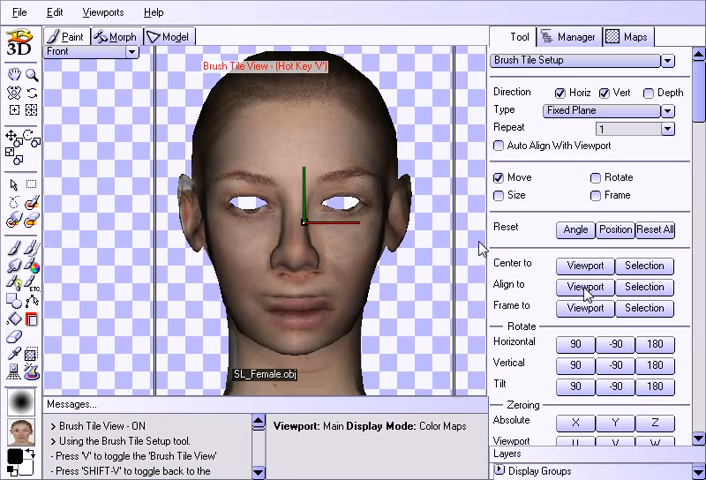 File Edit Viewports Help
3D
Paint Morph Model
Front
Brush Tile View - (Hot Key 'V')
SL_Female.obj
ETC
Tool Manager Maps
Brush Tile Setup
Direction Horiz Vert Depth
Type Fixed Plane
Repeat 1
Auto Align With Viewport
Move Rotate
Size Frame
Reset Angle Position Reset All
Center to Viewport Selection
Align to Viewport Selection
Frame to Viewport Selection
Rotate
Horizontal 90 -90 180
Vertical 90 -90 180
Tilt 90 -90 180
Zeroing
Absolute X Y Z
Viewport U V W
Layers
Display Groups
Messages...
> Brush Tile View - ON
> Using the Brush Tile Setup tool.
- Press 'V' to toggle the 'Brush Tile View'
- Press 'SHIFT-V' to toggle back to the
Viewport: Main Display Mode: Color Maps